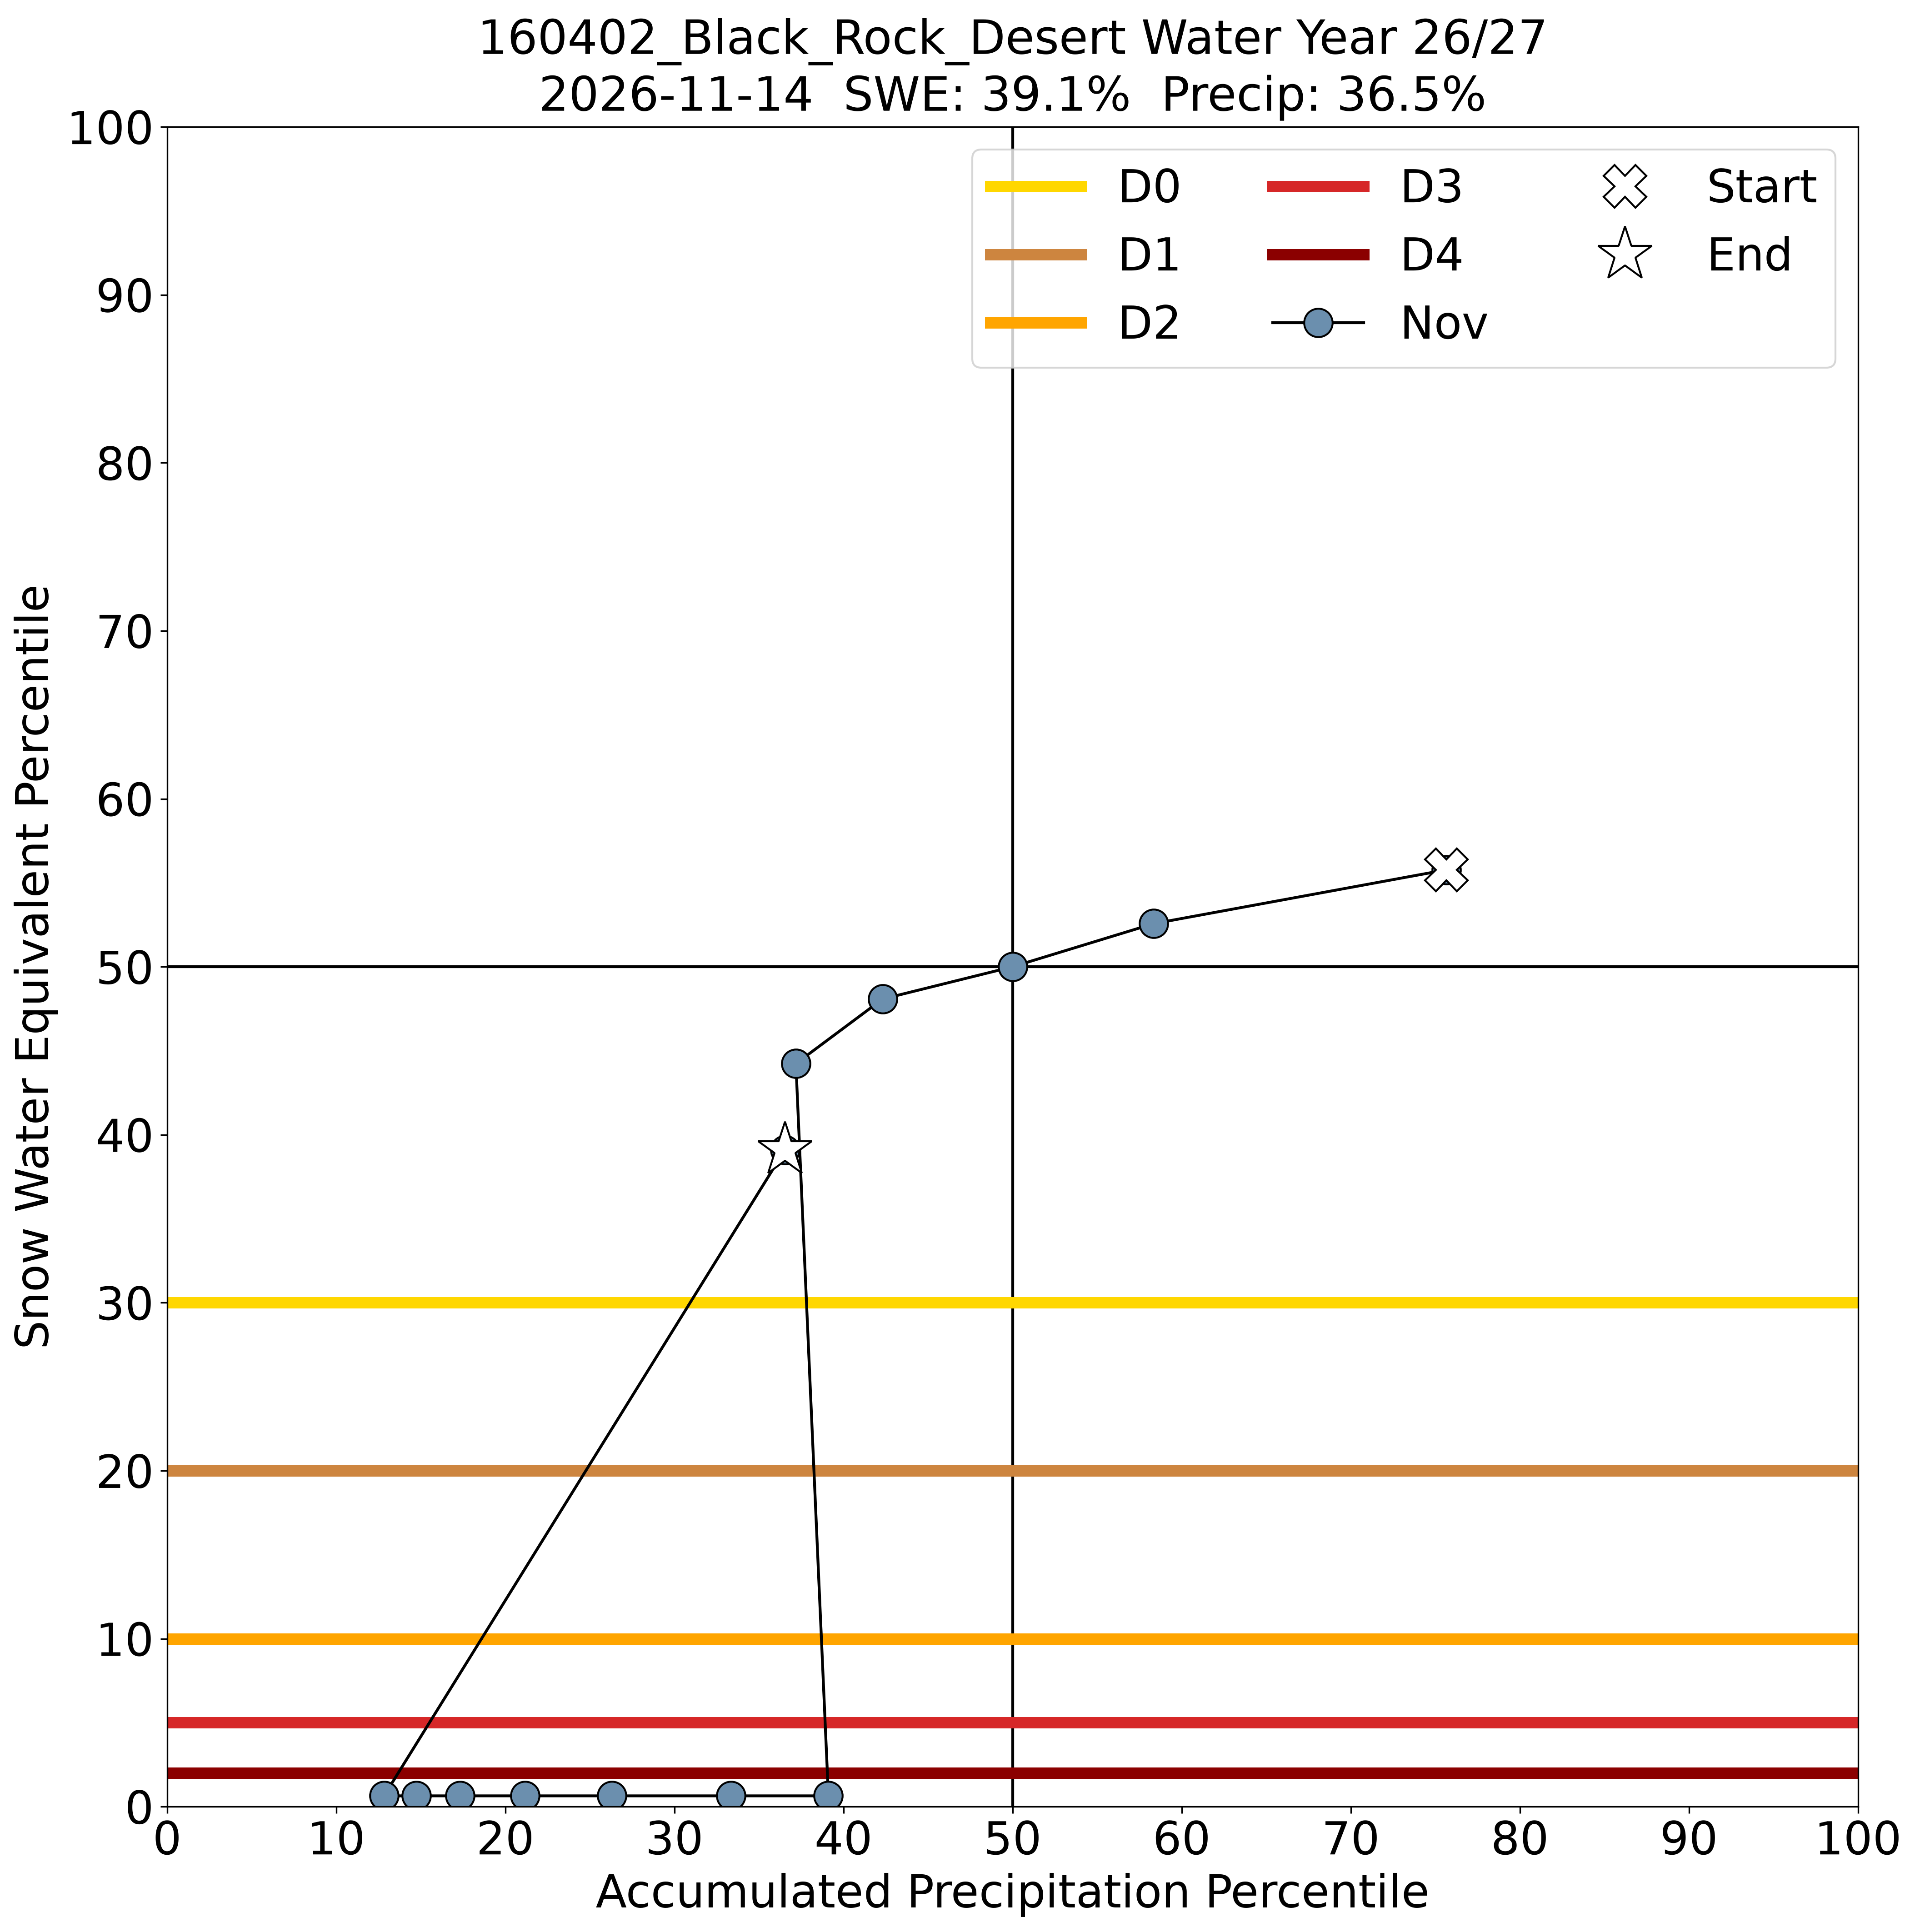 160402_Black_Rock_Desert Water Year 26/27
2026-11-14  SWE: 39.1%  Precip: 36.5%
D0
D1
D2
D3
D4
Nov
Start
End
Snow Water Equivalent Percentile
100
90
80
70
60
50
40
30
20
10
0
0 10 20 30 40 50 60 70 80 90 100
Accumulated Precipitation Percentile